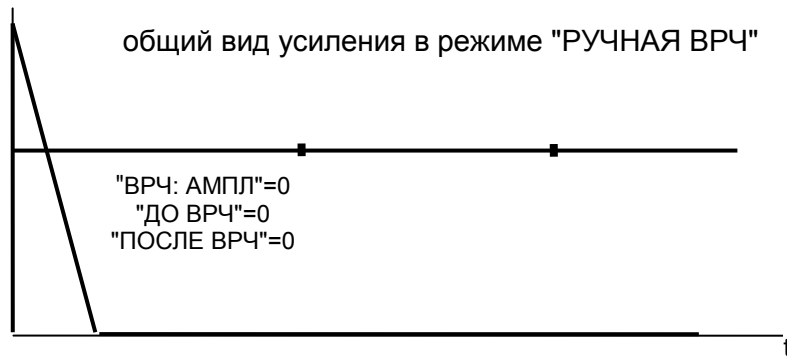 общий вид усиления в режиме "РУЧНАЯ ВРЧ"
"ВРЧ: АМПЛ"=0
"ДО ВРЧ"=0
"ПОСЛЕ ВРЧ"=0
t